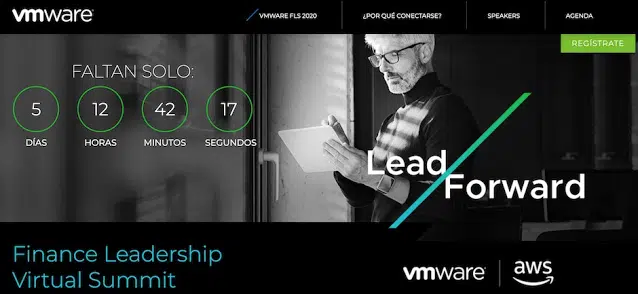 vmware
VMWARE FLS 2020
¿POR QUÉ CONECTARSE?
SPEAKERS
AGENDA
REGÍSTRATE
FALTAN SOLO:
5 12 42 17
DÍAS HORAS MINUTOS SEGUNDOS
Lead
Forward
Finance Leadership
Virtual Summit
vmware aws